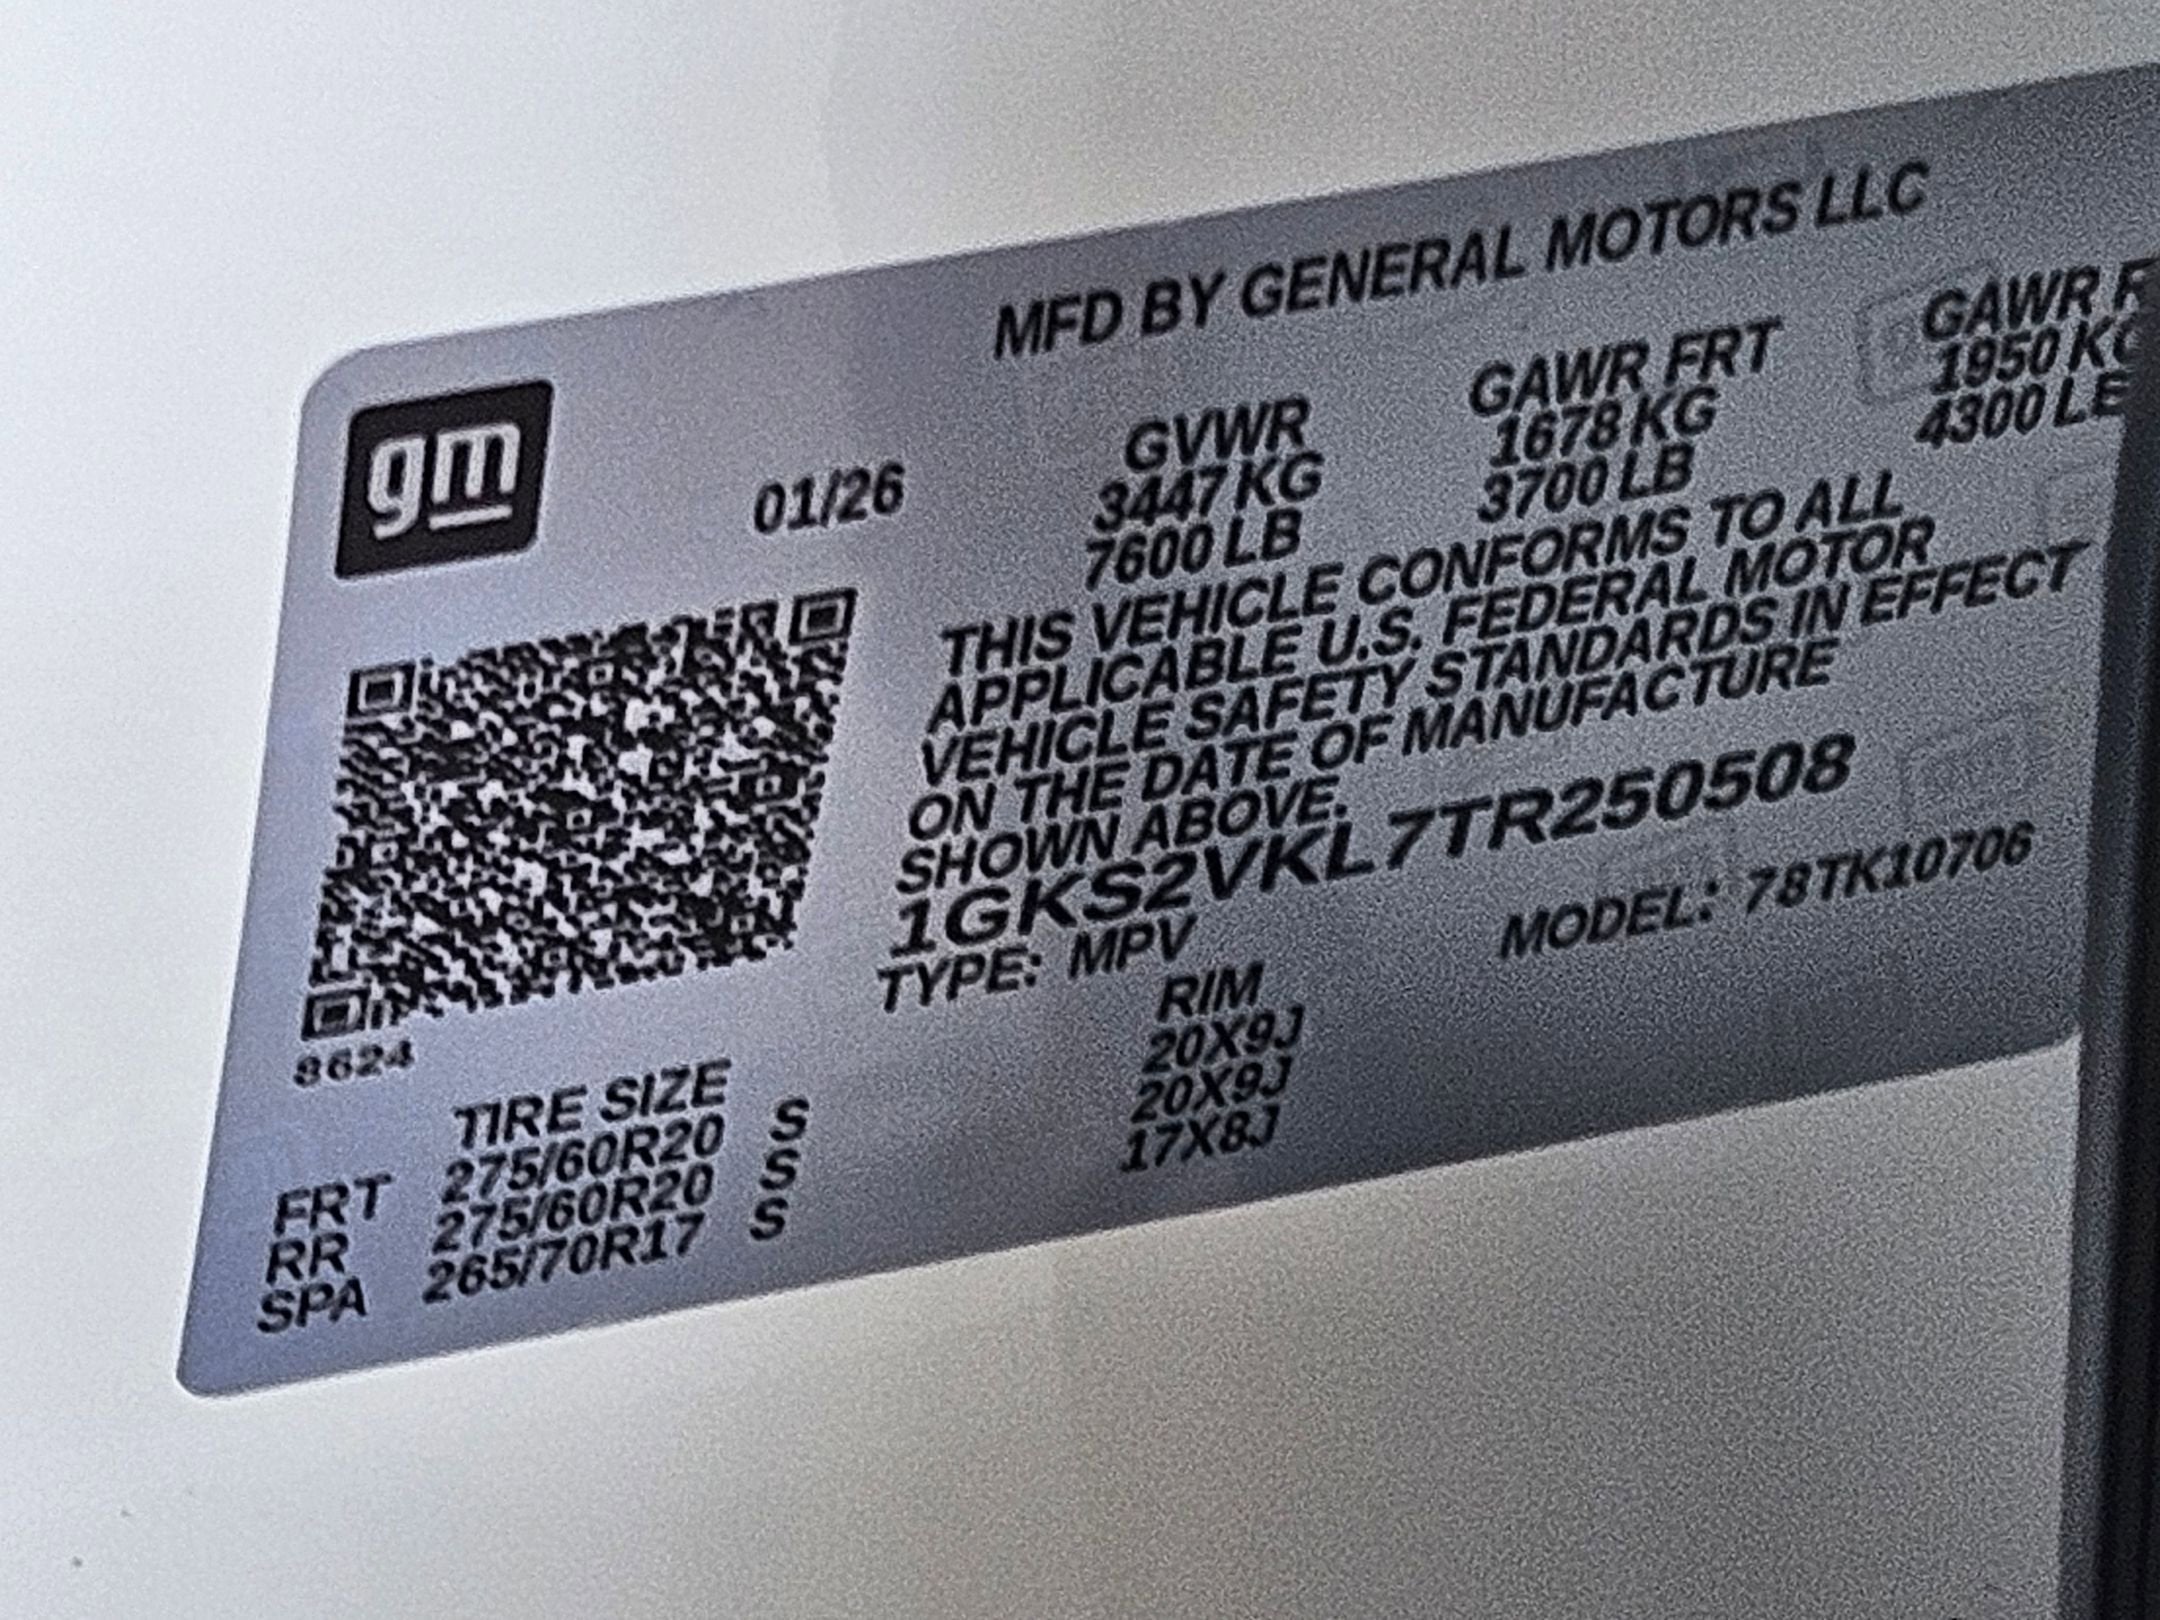 MFD BY GENERAL MOTORS LLC
gm
01/26
GVWR GAWR FRT GAWR
3447 KG 1678 KG 1950
7600 LB 3700 LB 4300
THIS VEHICLE CONFORMS TO ALL
APPLICABLE U.S. FEDERAL MOTOR
VEHICLE SAFETY STANDARDS IN EFFECT
ON THE DATE OF MANUFACTURE
SHOWN ABOVE.
1GKS2VKL7TR250508
TYPE: MPV MODEL: 78TK10706
8624
TIRE SIZE RIM
FRT 275/60R20 S 20X9J
RR 275/60R20 S 20X9J
SPA 265/70R17 S 17X8J